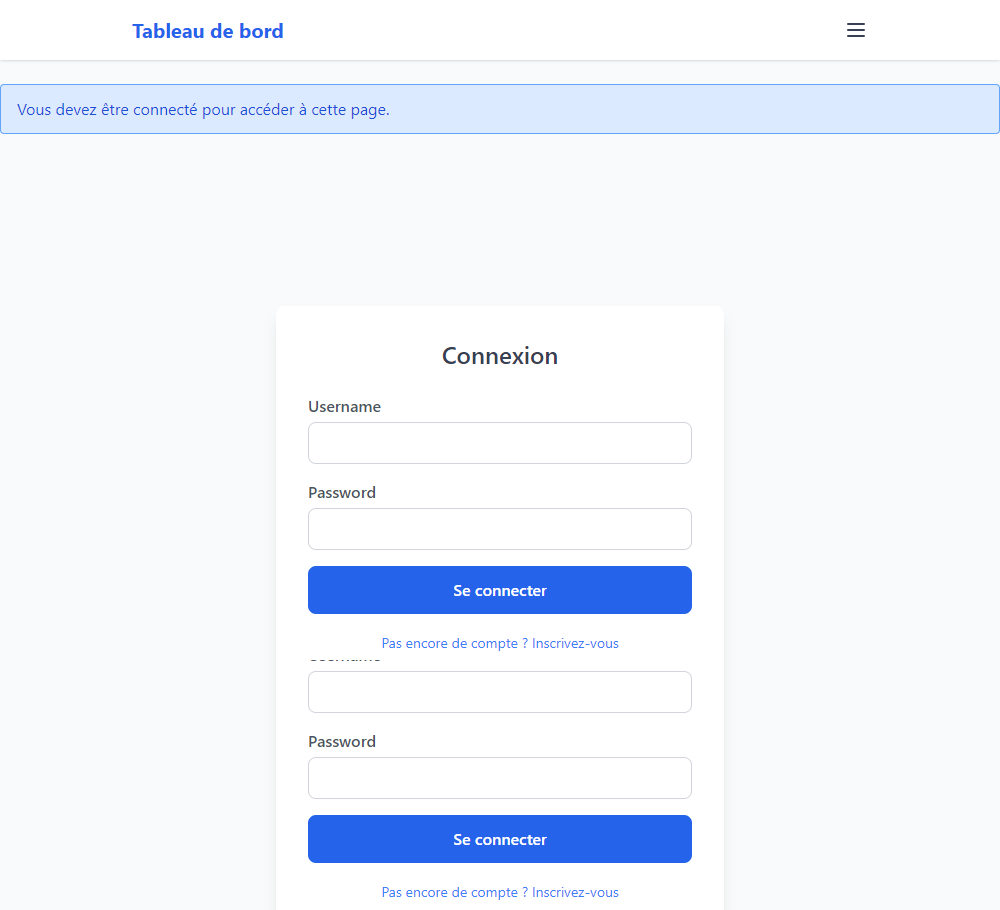 Tableau de bord
Vous devez être connecté pour accéder à cette page.
Connexion
Username
Password
Se connecter
Pas encore de compte ? Inscrivez-vous
Password
Se connecter
Pas encore de compte ? Inscrivez-vous